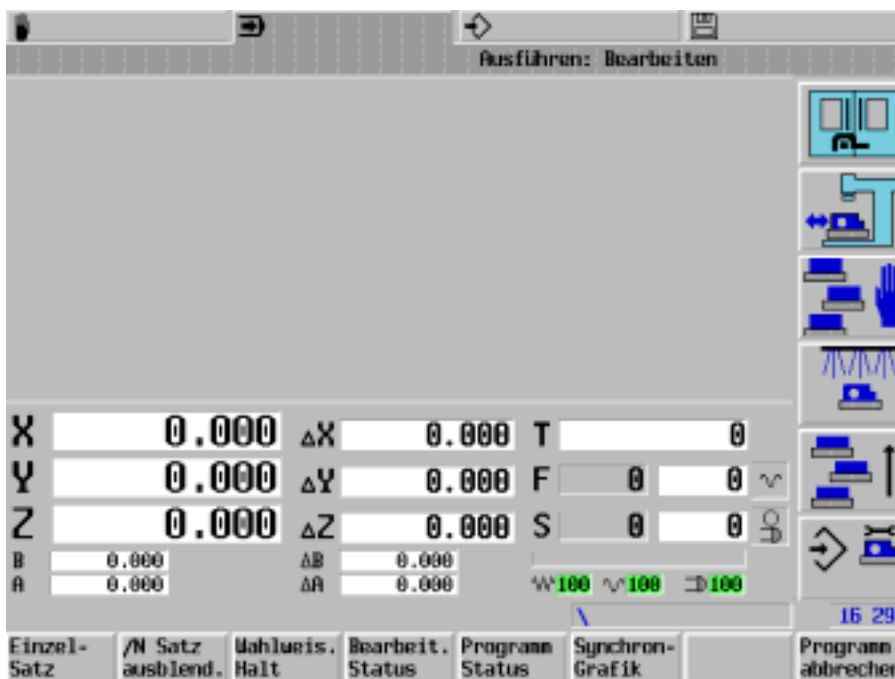 Ausführen: Bearbeiten
X 0.000 ΔX 0.000 T 0
Y 0.000 ΔY 0.000 F 0 0
Z 0.000 ΔZ 0.000 S 0 0
B 0.000 ΔB 0.000
A 0.000 ΔA 0.000 100 100 100
\ 16 29
Einzel- /N Satz Wahlweis. Bearbeit. Programm Synchron- Programm
Satz ausblend. Halt Status Status Grafik abbrechen